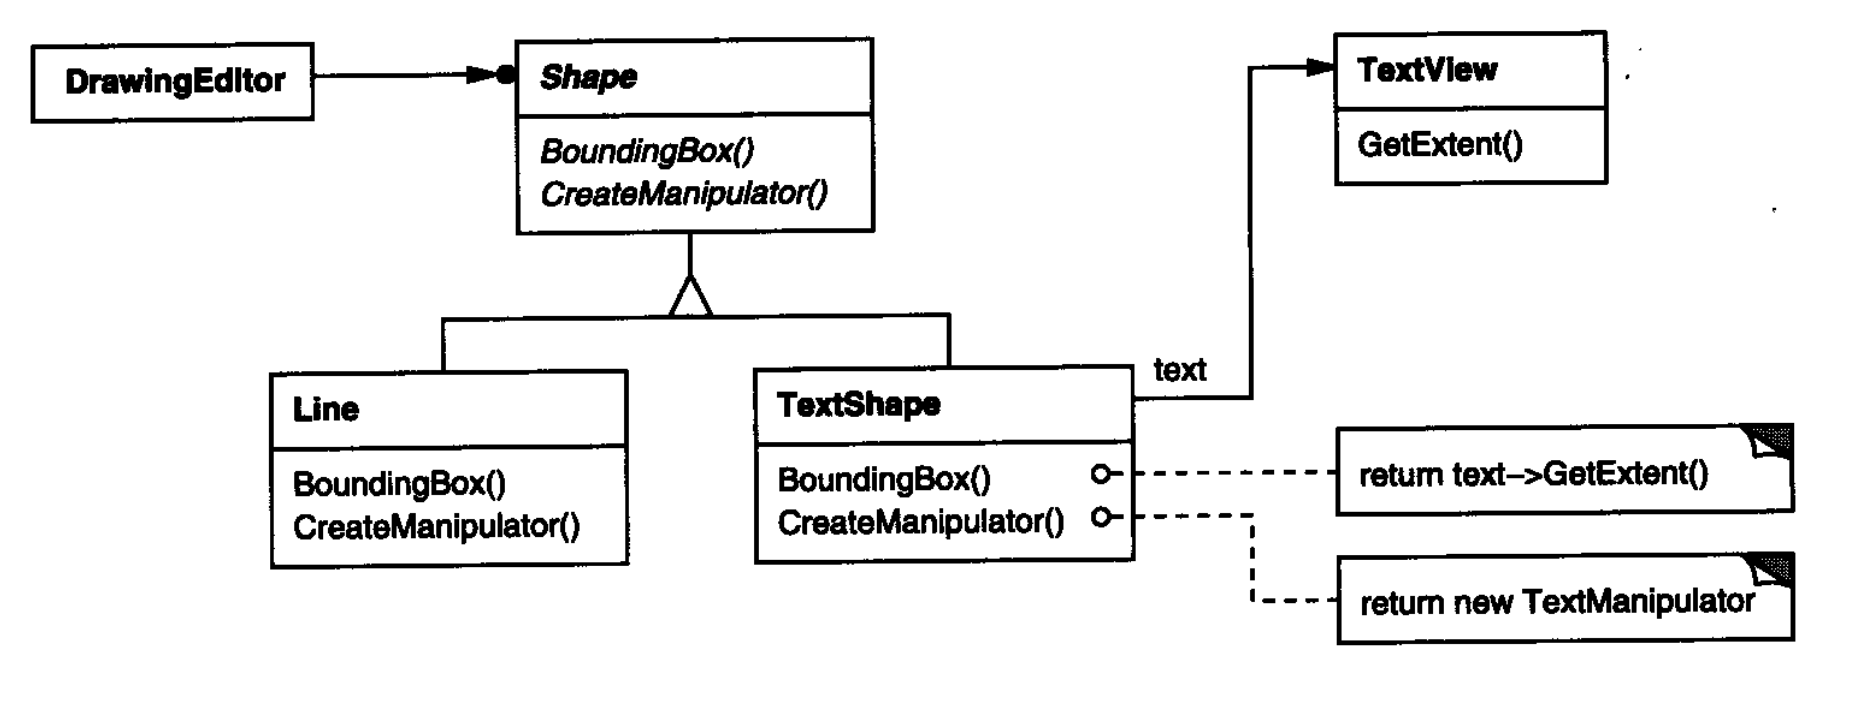 DrawingEditor
Shape
BoundingBox()
CreateManipulator()
TextView
GetExtent()
Line
BoundingBox()
CreateManipulator()
TextShape
BoundingBox()
CreateManipulator()
text
return text–>GetExtent()
return new TextManipulator